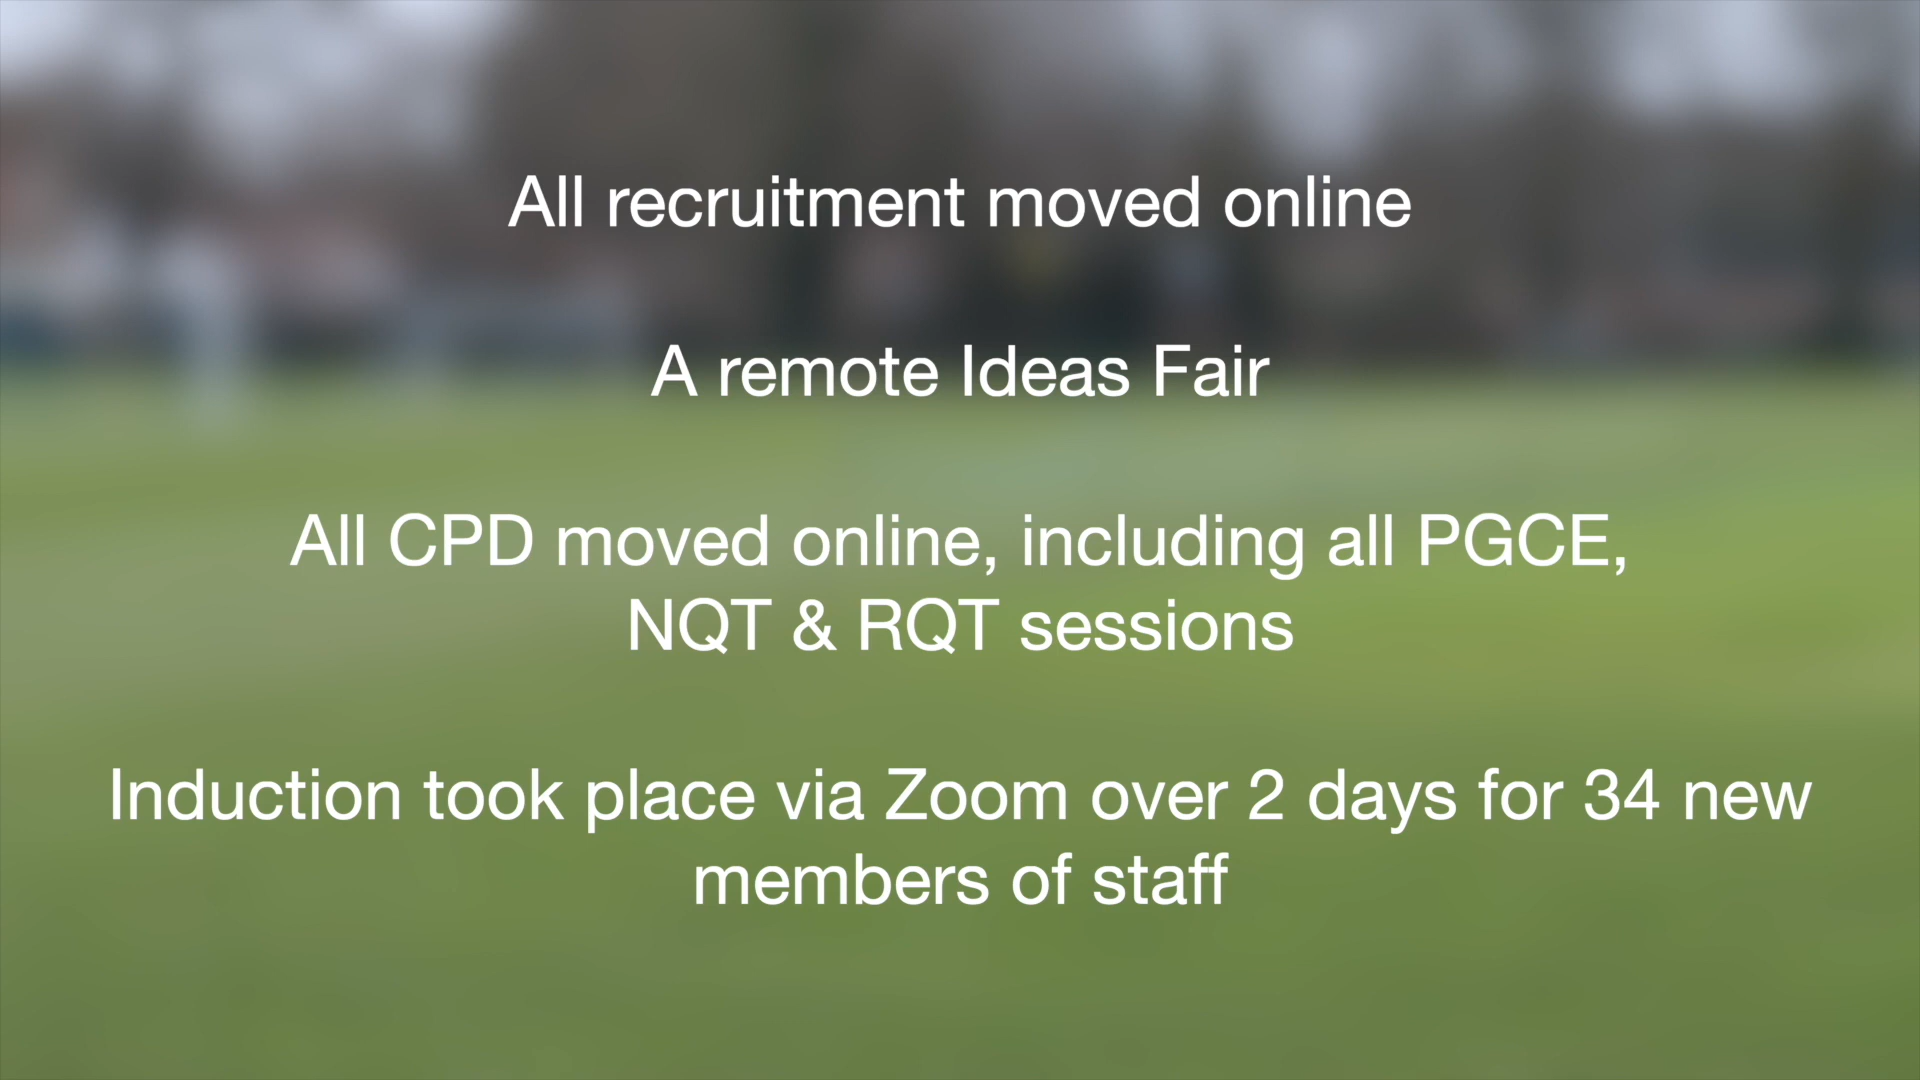 All recruitment moved online
A remote Ideas Fair
All CPD moved online, including all PGCE,
NQT & RQT sessions
Induction took place via Zoom over 2 days for 34 new
members of staff